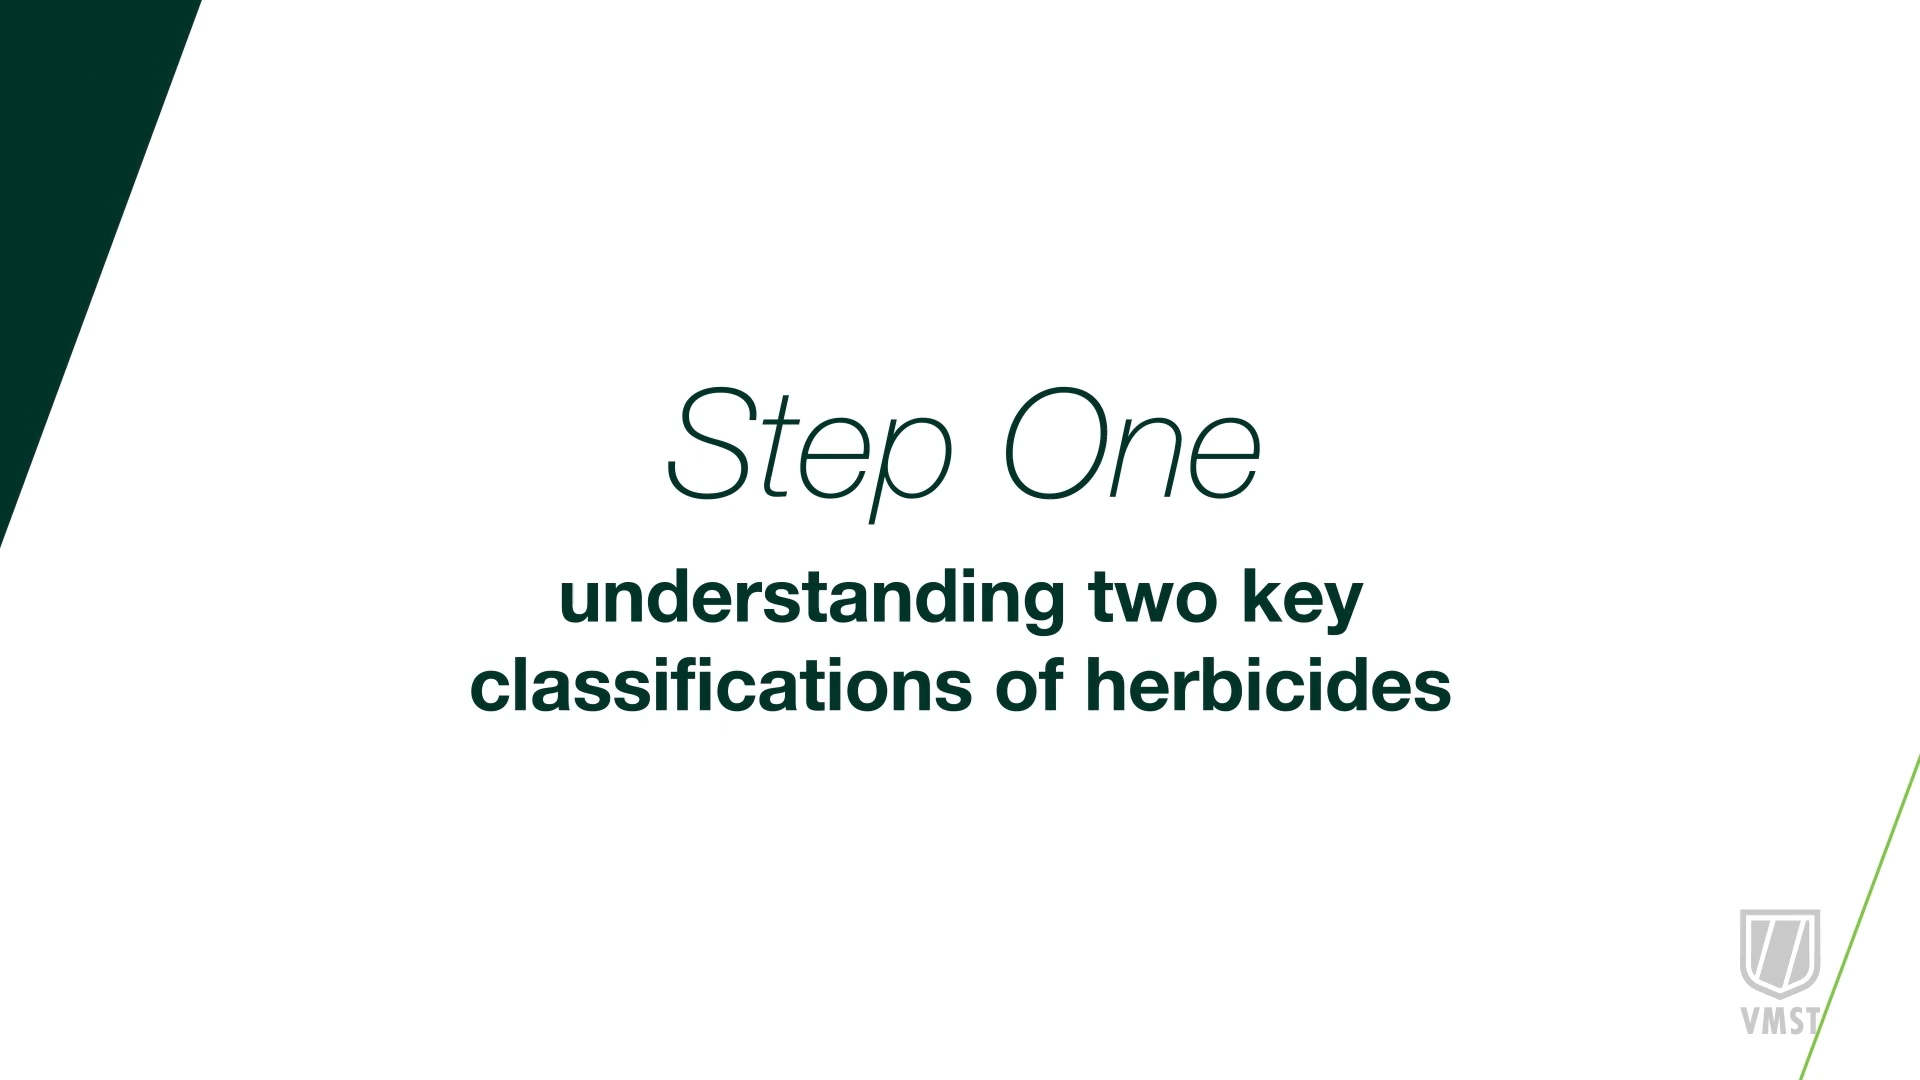 Step One
understanding two key
classifications of herbicides
VMST